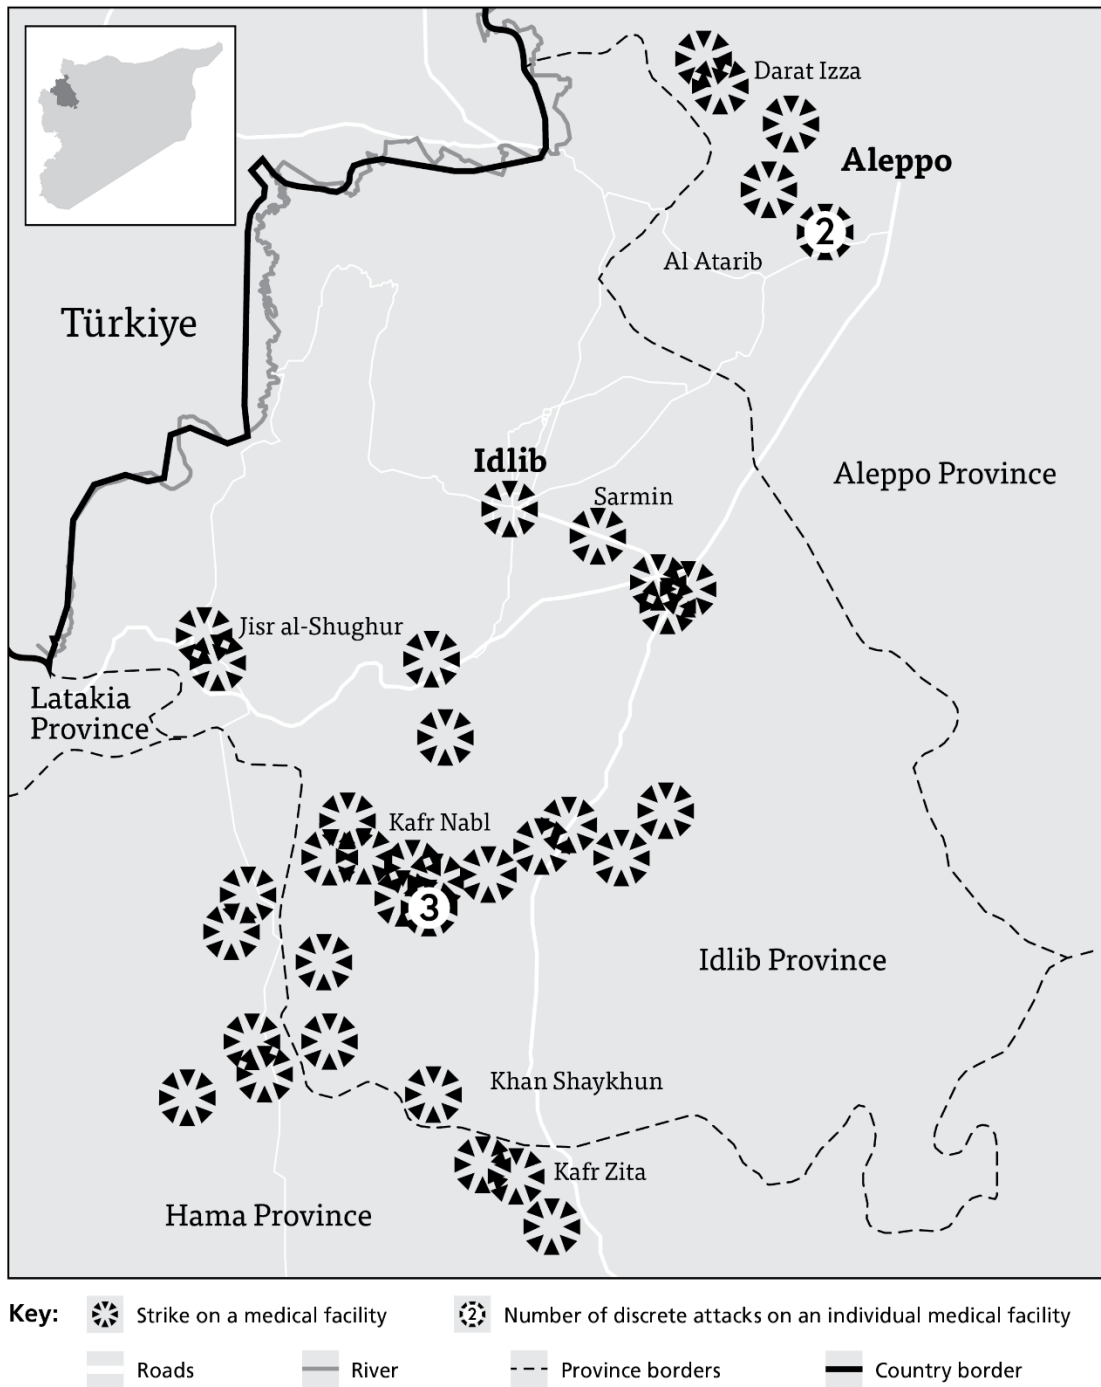 Darat Izza
Aleppo
2
Al Atarib
Türkiye
Idlib
Sarmin
Aleppo Province
Jisr al-Shughur
Latakia
Province
Kafr Nabl
3
Idlib Province
Khan Shaykhun
Kafr Zita
Hama Province
Key:
Strike on a medical facility
2
Number of discrete attacks on an individual medical facility
Roads
River
Province borders
Country border